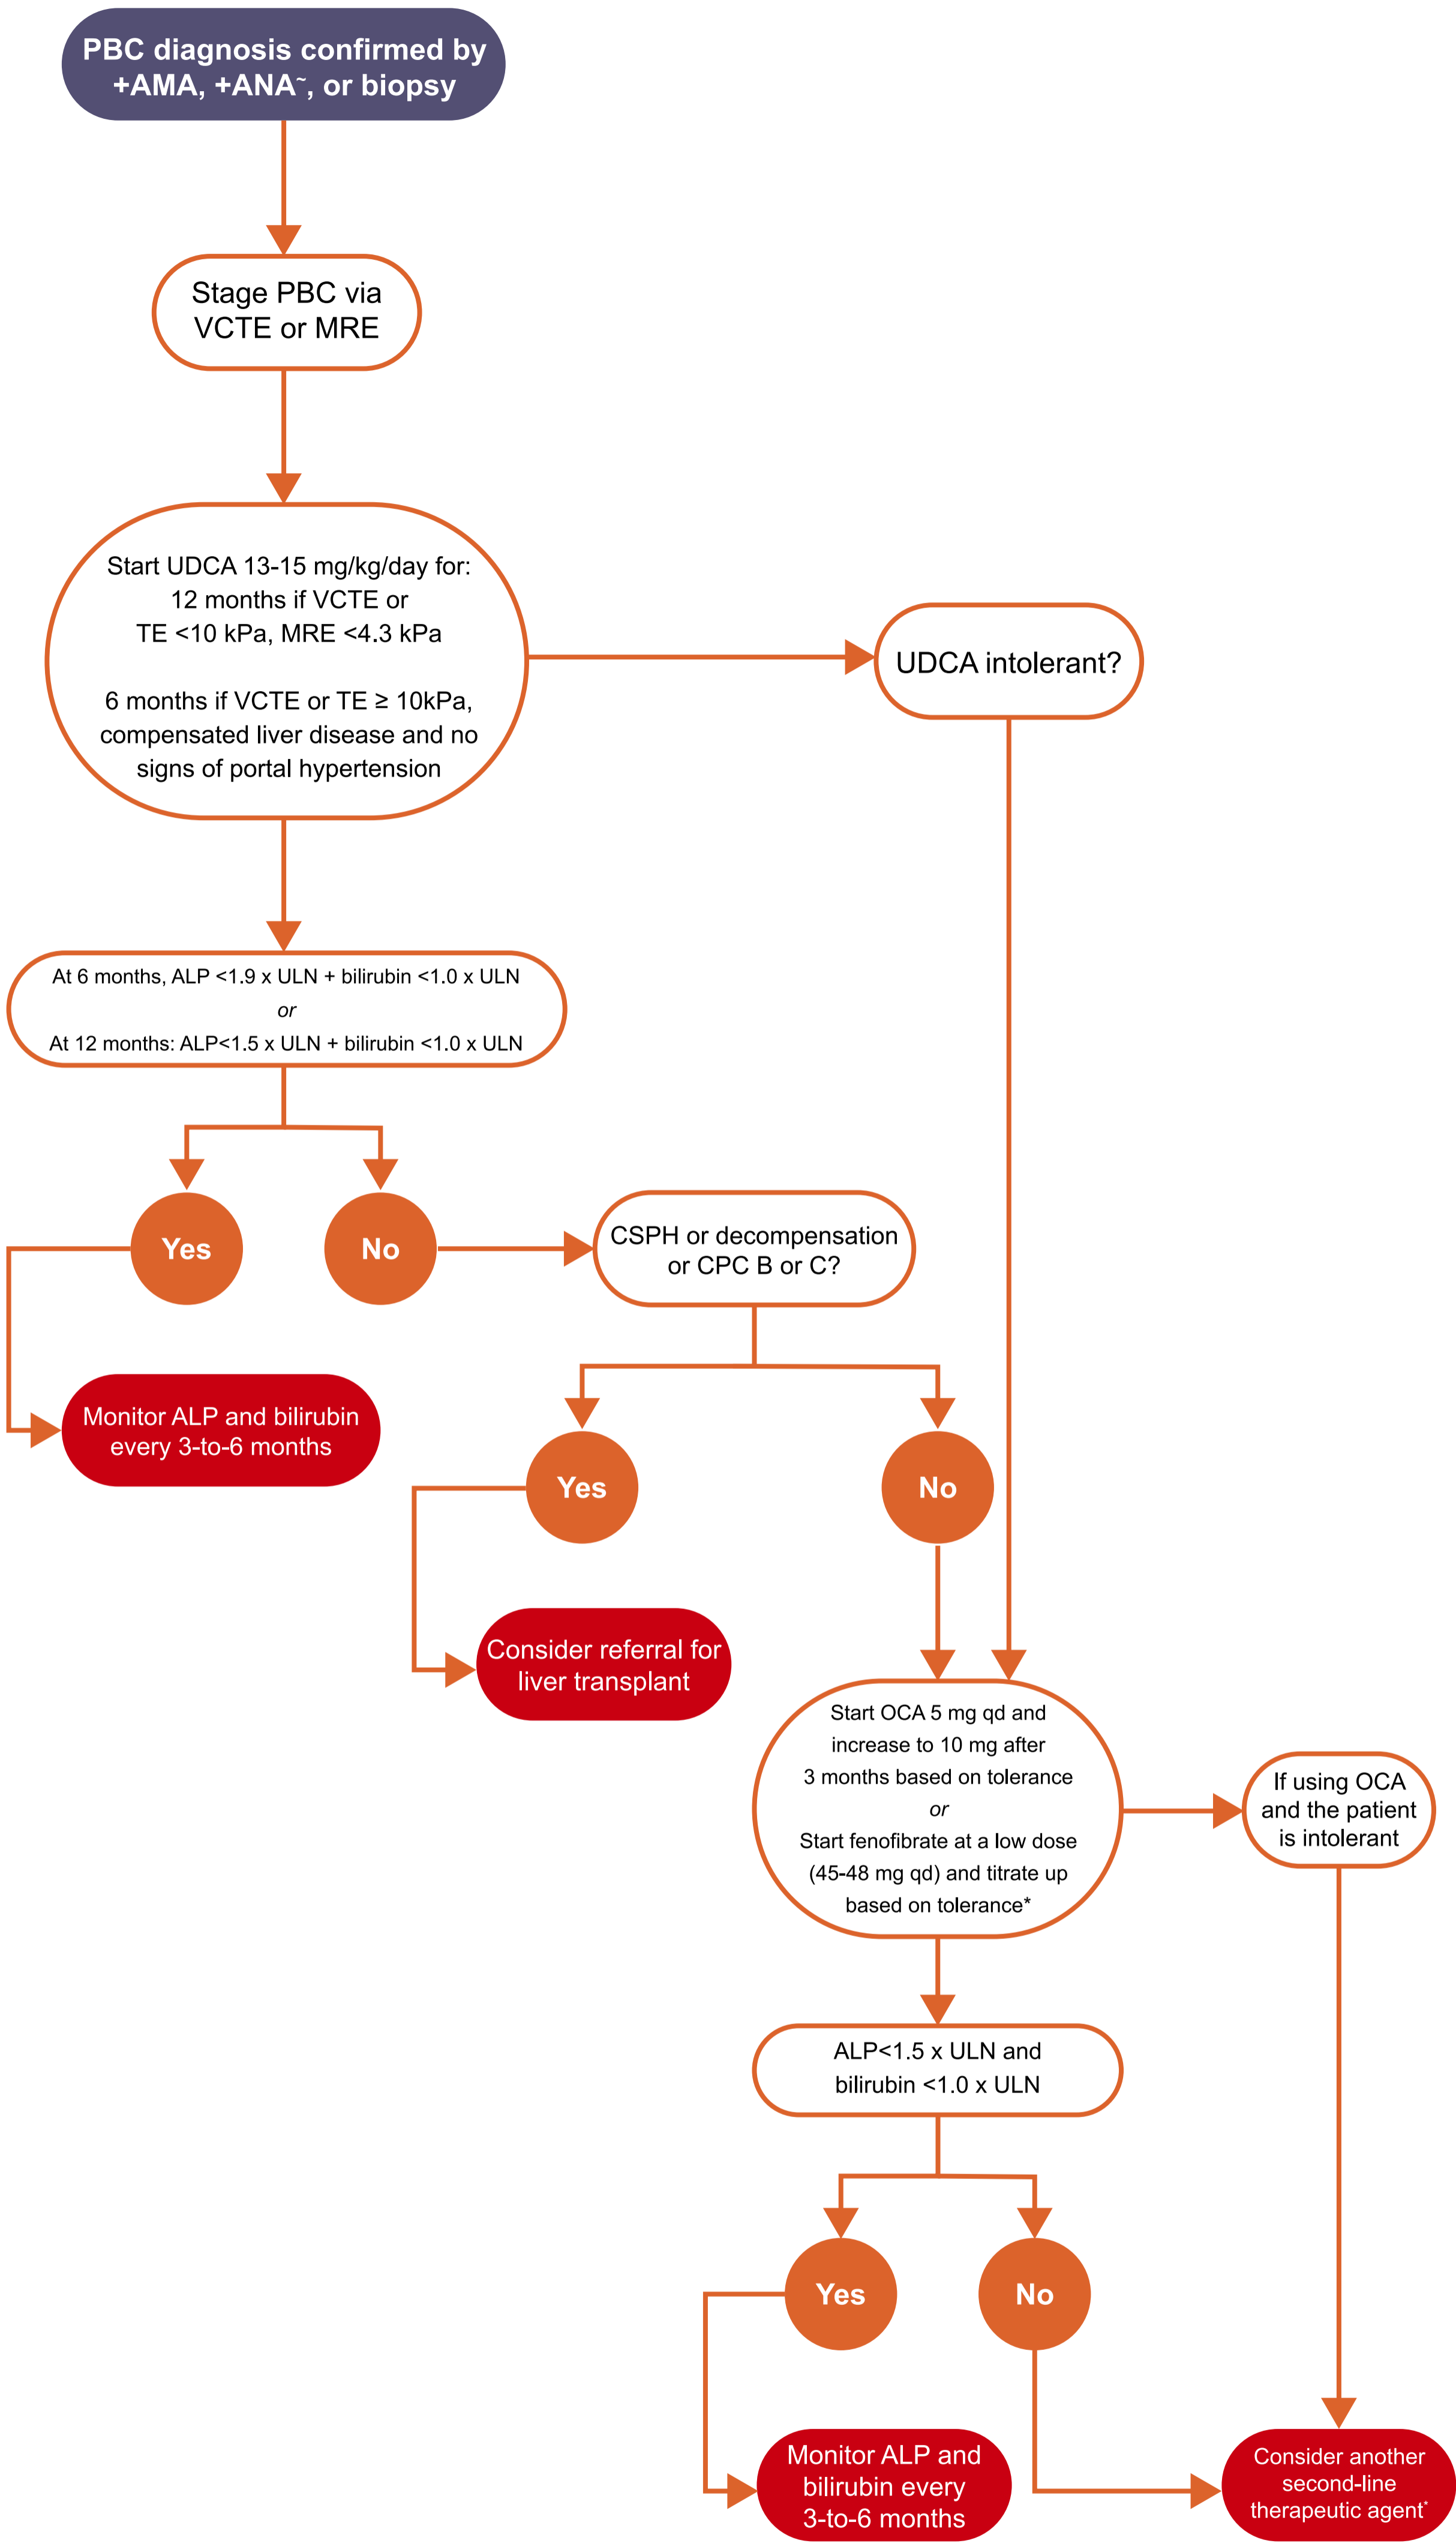 PBC diagnosis confirmed by
+AMA, +ANA~, or biopsy
Stage PBC via
VCTE or MRE
Start UDCA 13-15 mg/kg/day for:
12 months if VCTE or
TE <10 kPa, MRE <4.3 kPa
6 months if VCTE or TE ≥ 10kPa,
compensated liver disease and no
signs of portal hypertension
UDCA intolerant?
At 6 months, ALP <1.9 x ULN + bilirubin <1.0 x ULN
or
At 12 months: ALP<1.5 x ULN + bilirubin <1.0 x ULN
Yes
No
CSPH or decompensation
or CPC B or C?
Monitor ALP and bilirubin
every 3-to-6 months
Yes
No
Consider referral for
liver transplant
Start OCA 5 mg qd and
increase to 10 mg after
3 months based on tolerance
or
Start fenofibrate at a low dose
(45-48 mg qd) and titrate up
based on tolerance*
If using OCA
and the patient
is intolerant
ALP<1.5 x ULN and
bilirubin <1.0 x ULN
Yes
No
Monitor ALP and
bilirubin every
3-to-6 months
Consider another
second-line
therapeutic agent*